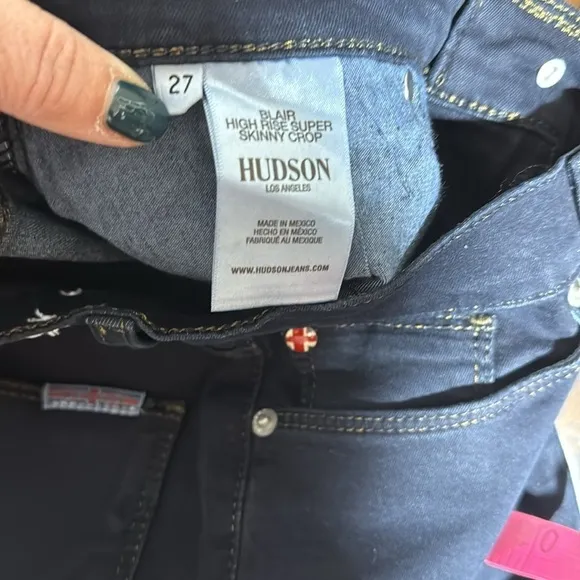 27
BLAIR
HIGH RISE SUPER
SKINNY CROP
HUDSON
LOS ANGELES
MADE IN MEXICO
HECHO EN MÉXICO
FABRIQUÉ AU MEXIQUE
WWW.HUDSONJEANS.COM